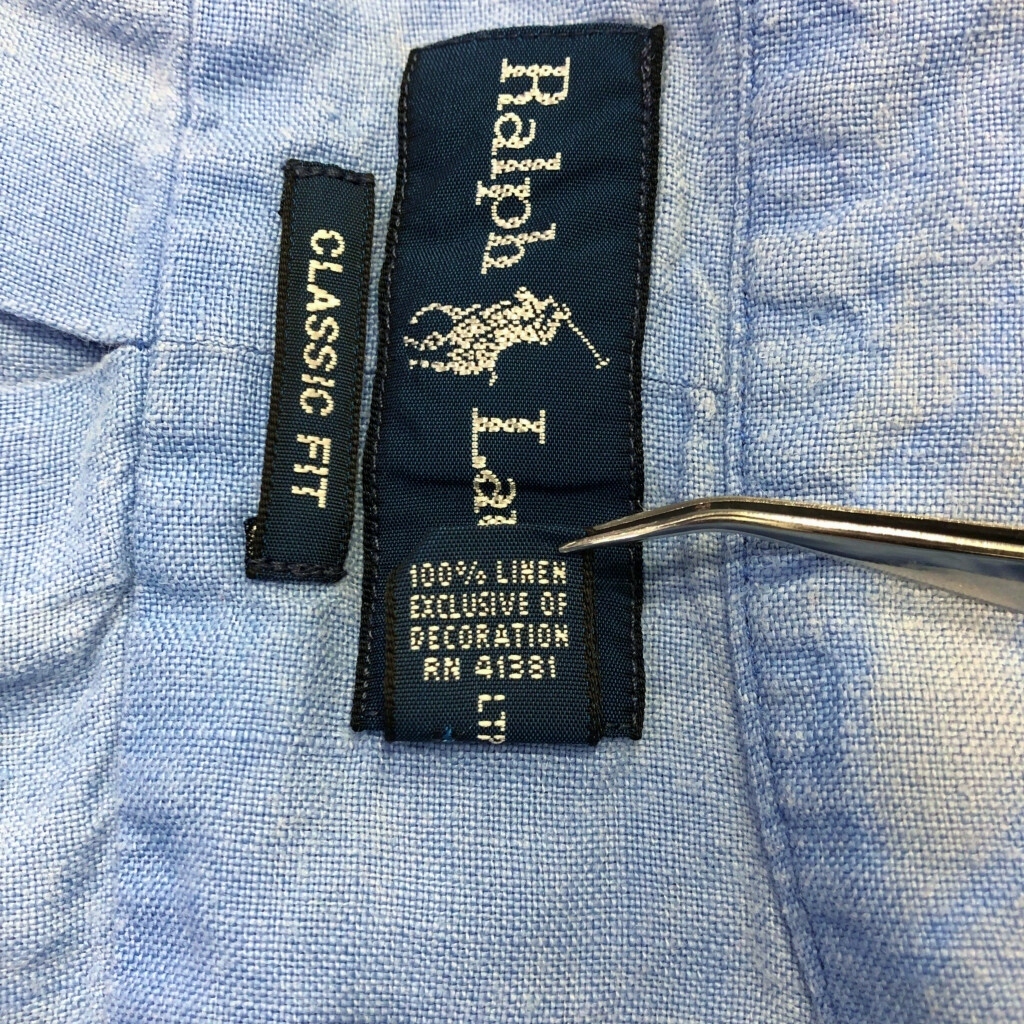 CLASSIC FIT
Ralph
100% LINEN
EXCLUSIVE OF
DECORATION
RN 41381